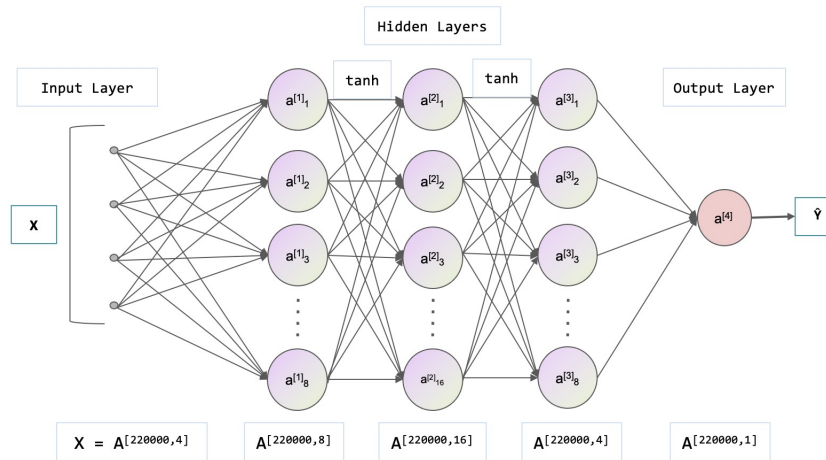 Hidden Layers
Input Layer
tanh
tanh
Output Layer
X
a[1]1
a[2]1
a[3]1
a[1]2
a[2]2
a[3]2
a[1]3
a[2]3
a[3]3
a[4]
Ŷ
a[1]8
a[2]16
a[3]8
X = A[220000,4]
A[220000,8]
A[220000,16]
A[220000,4]
A[220000,1]